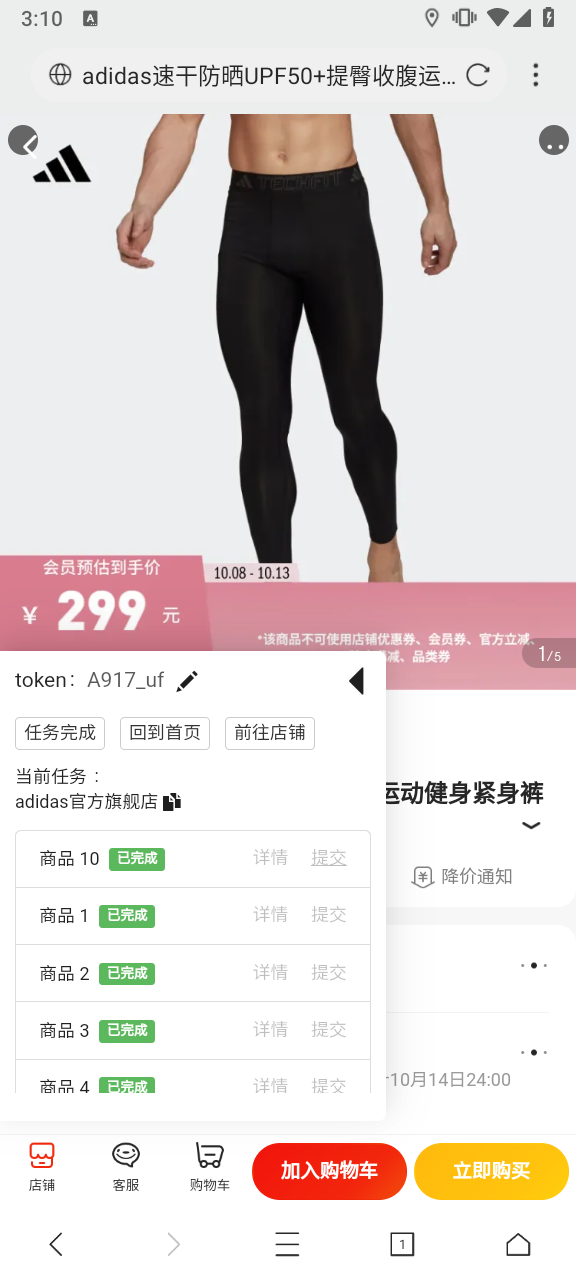 3:10
adidas速干防晒UPF50+提臀收腹运...
TECHFIT
会员预估到手价
10.08 - 10.13
¥ 299 元
*该商品不可使用店铺优惠券、会员券、官方立减、
减、品类券
1/5
token: A917_uf
任务完成 回到首页 前往店铺
当前任务：
adidas官方旗舰店
运动健身紧身裤
商品 10 已完成 详情 提交
降价通知
商品 1 已完成 详情 提交
商品 2 已完成 详情 提交
商品 3 已完成 详情 提交
商品 4 已完成 详情 提交
10月14日24:00
店铺 客服 购物车 加入购物车 立即购买
1